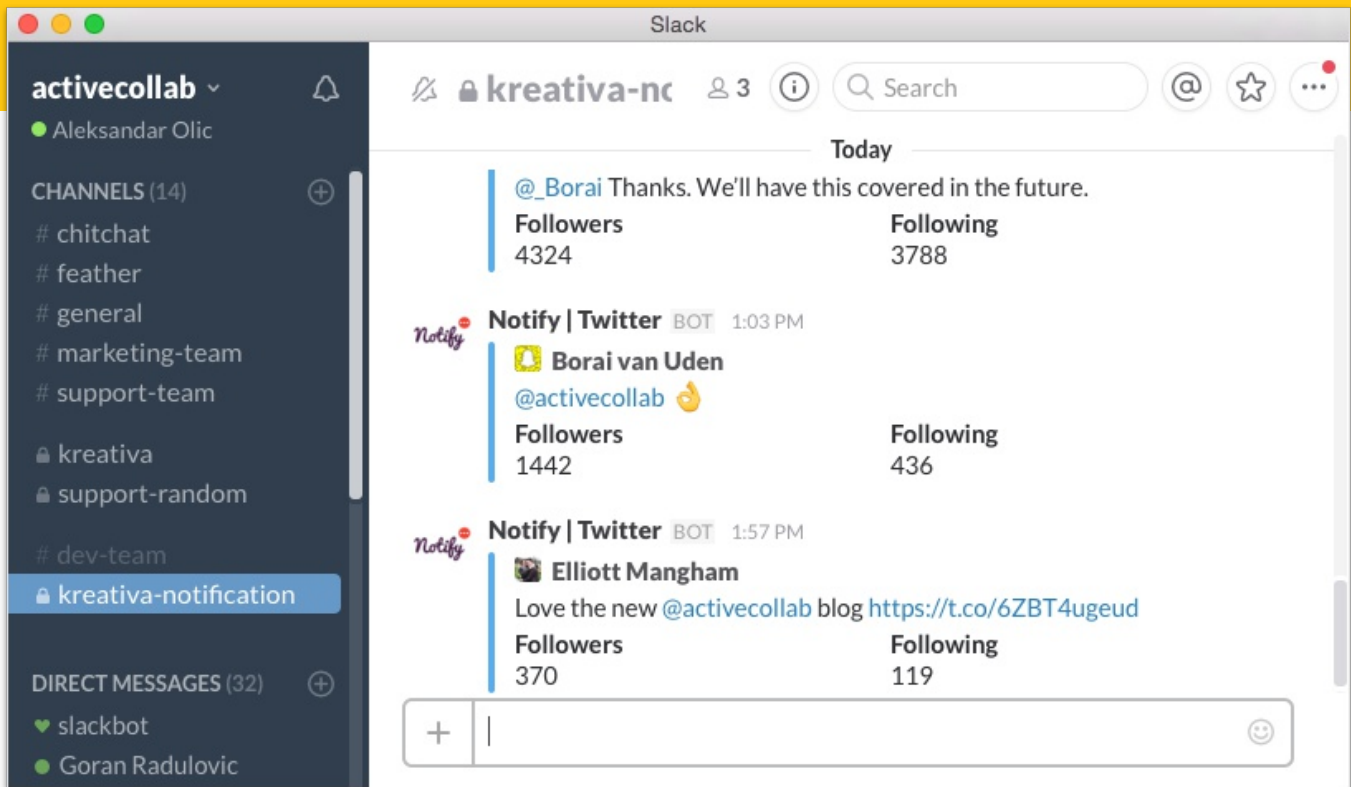 Slack
activecollab
Aleksandar Olic
CHANNELS (14)
# chitchat
# feather
# general
# marketing-team
# support-team
kreativa
support-random
# dev-team
kreativa-notification
DIRECT MESSAGES (32)
slackbot
Goran Radulovic
kreativa-no
3
Search
Today
@_Borai Thanks. We'll have this covered in the future.
Followers Following
4324 3788
Notify
Notify | Twitter BOT 1:03 PM
Borai van Uden
@activecollab 👌
Followers Following
1442 436
Notify
Notify | Twitter BOT 1:57 PM
Elliott Mangham
Love the new @activecollab blog https://t.co/6ZBT4ugeud
Followers Following
370 119